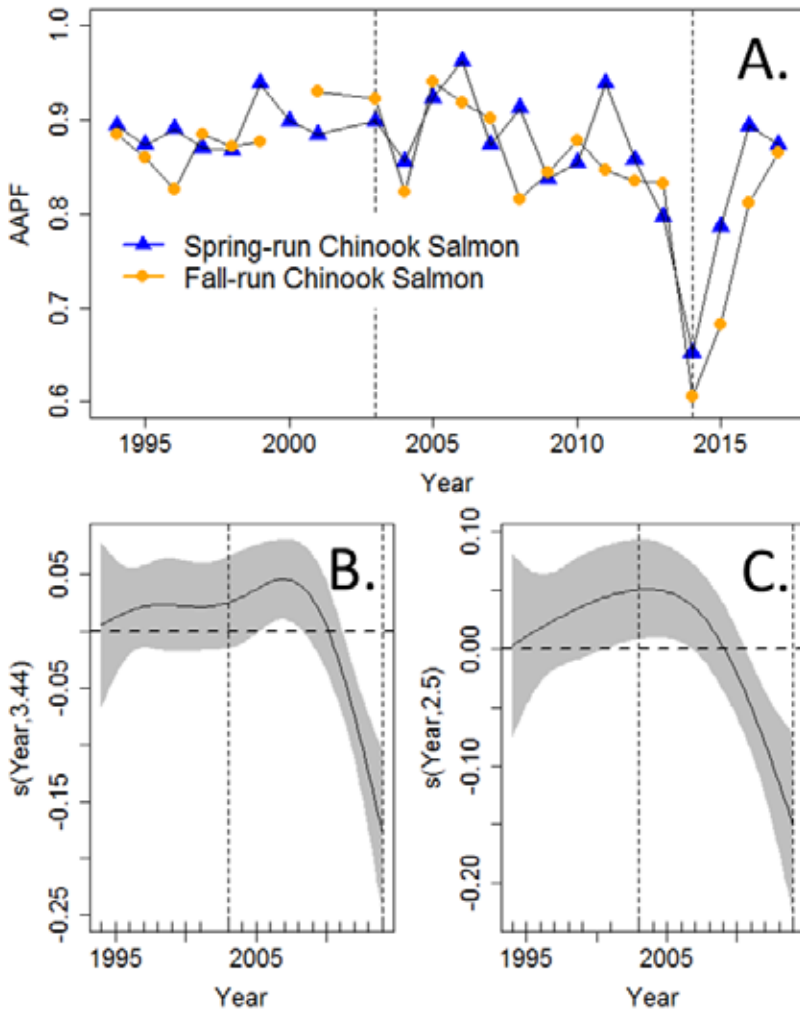 A.
1.0
0.9
0.8
0.7
0.6
AAPF
Spring-run Chinook Salmon
Fall-run Chinook Salmon
1995 2000 2005 2010 2015
Year
B.
0.05
-0.05
-0.15
-0.25
s(Year,3.44)
1995 2005
Year
C.
0.10
0.00
-0.10
-0.20
s(Year,2.5)
1995 2005
Year